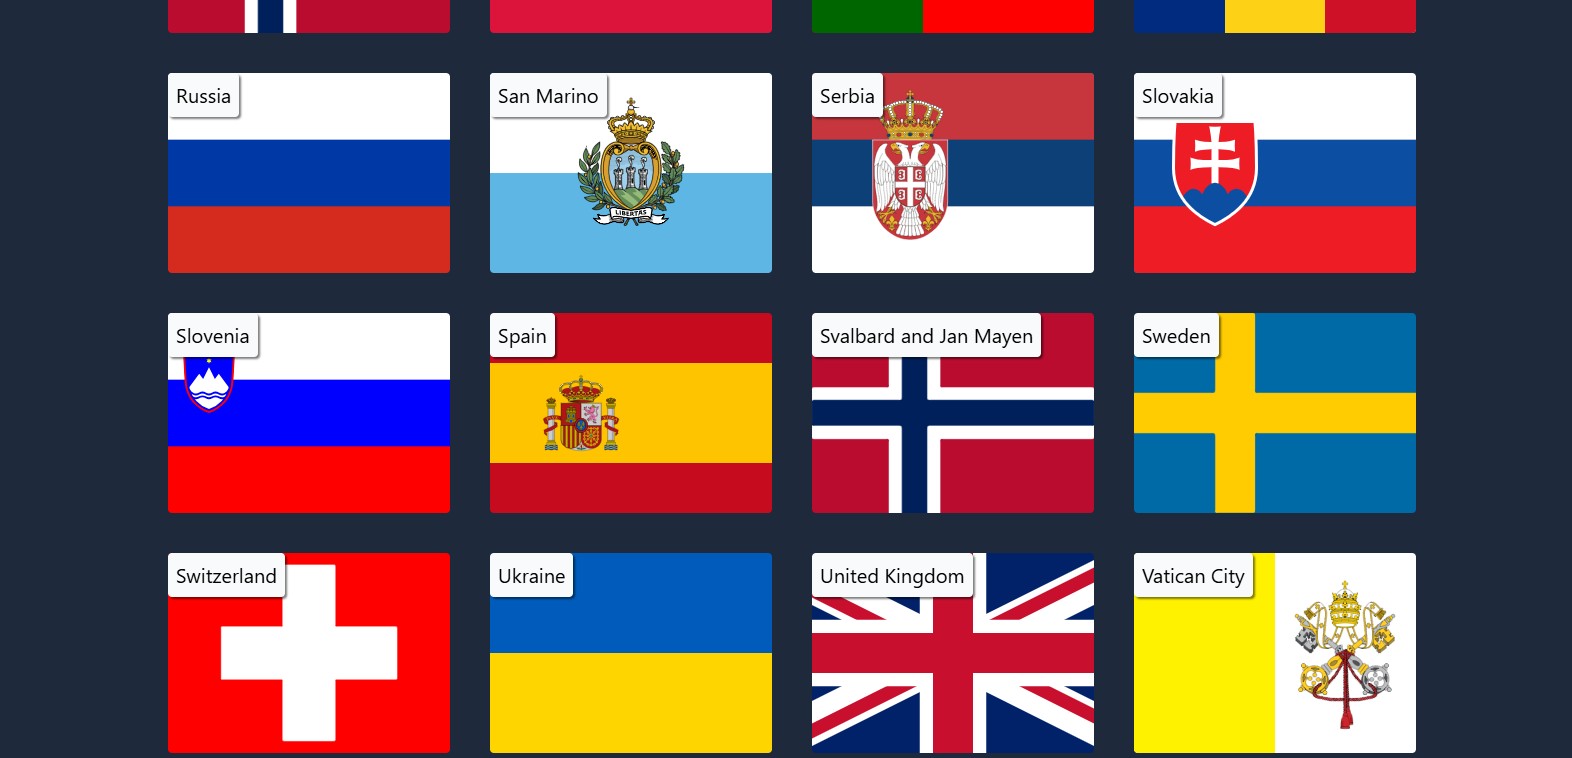 Russia
San Marino
LIBERTAS
Serbia
Slovakia
Slovenia
Spain
Svalbard and Jan Mayen
Sweden
Switzerland
Ukraine
United Kingdom
Vatican City